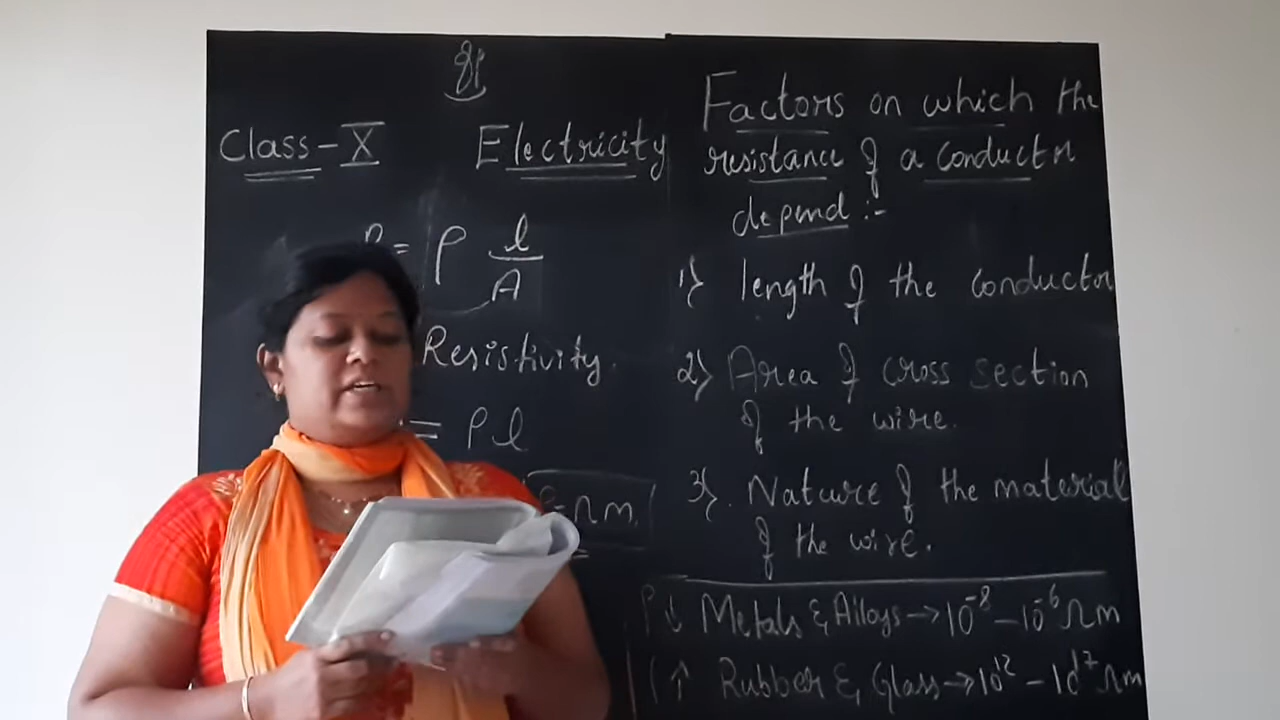 Class-X
Electricity
= ρ l
A
Resistivity.
= ρl
Ωm
Factors on which the
resistance of a conductor
depend :-
1) length of the conductor
2) Area of cross section
of the wire.
3). Nature of the material
of the wire.
ρ↓ Metals & Alloys → 10⁻⁸ – 10⁻⁶ Ωm
↑ Rubber & Glass → 10¹² – 10¹⁷ Ωm